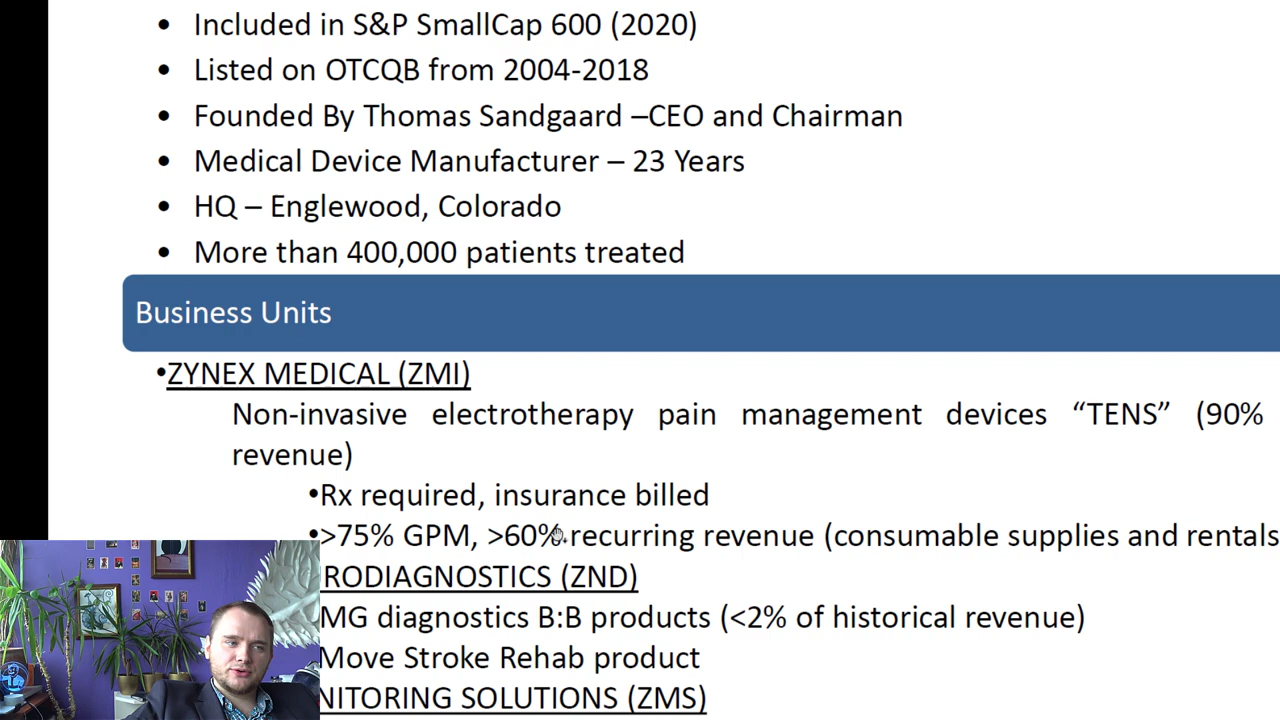 • Included in S&P SmallCap 600 (2020)
• Listed on OTCQB from 2004-2018
• Founded By Thomas Sandgaard –CEO and Chairman
• Medical Device Manufacturer – 23 Years
• HQ – Englewood, Colorado
• More than 400,000 patients treated
Business Units
•ZYNEX MEDICAL (ZMI)
Non-invasive electrotherapy pain management devices “TENS” (90%
revenue)
•Rx required, insurance billed
•>75% GPM, >60% recurring revenue (consumable supplies and rentals
RODIAGNOSTICS (ZND)
MG diagnostics B:B products (<2% of historical revenue)
Move Stroke Rehab product
NITORING SOLUTIONS (ZMS)